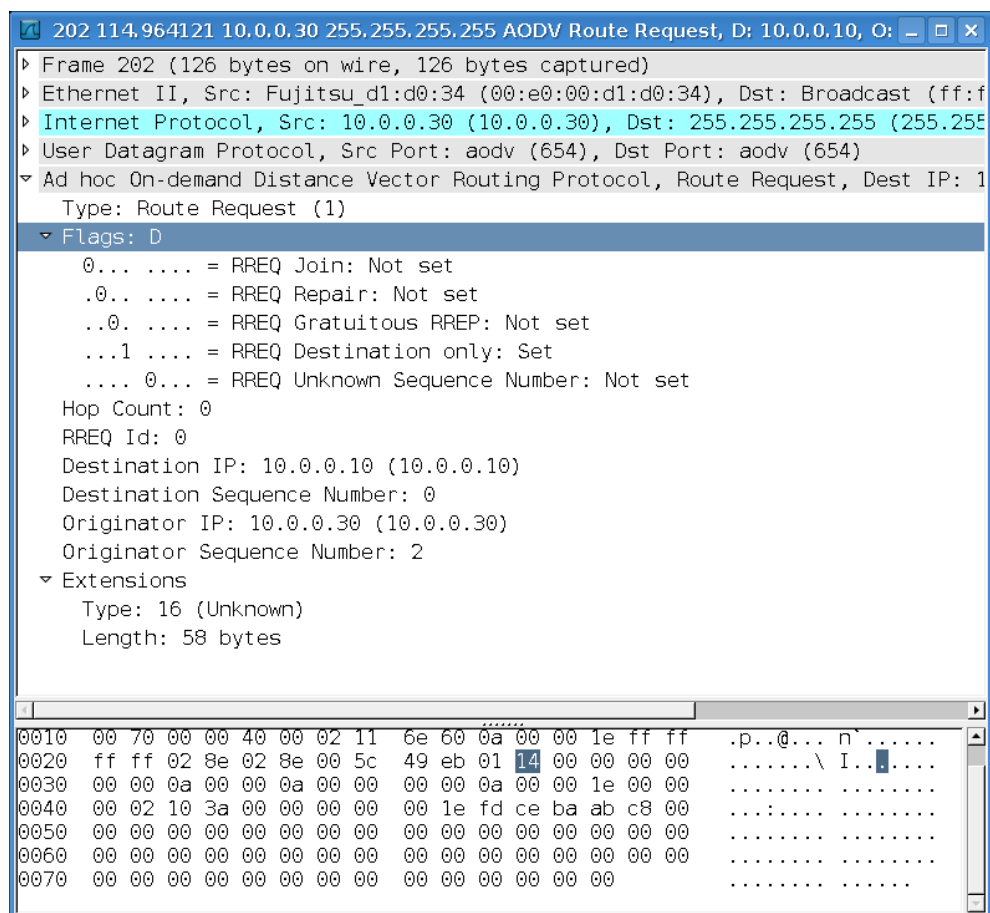 202 114.964121 10.0.0.30 255.255.255.255 AODV Route Request, D: 10.0.0.10, O:
Frame 202 (126 bytes on wire, 126 bytes captured)
Ethernet II, Src: Fujitsu_d1:d0:34 (00:e0:00:d1:d0:34), Dst: Broadcast (ff:f
Internet Protocol, Src: 10.0.0.30 (10.0.0.30), Dst: 255.255.255.255 (255.255
User Datagram Protocol, Src Port: aodv (654), Dst Port: aodv (654)
Ad hoc On-demand Distance Vector Routing Protocol, Route Request, Dest IP: 1
Type: Route Request (1)
Flags: D
0... .... = RREQ Join: Not set
.0.. .... = RREQ Repair: Not set
..0. .... = RREQ Gratuitous RREP: Not set
...1 .... = RREQ Destination only: Set
.... 0... = RREQ Unknown Sequence Number: Not set
Hop Count: 0
RREQ Id: 0
Destination IP: 10.0.0.10 (10.0.0.10)
Destination Sequence Number: 0
Originator IP: 10.0.0.30 (10.0.0.30)
Originator Sequence Number: 2
Extensions
Type: 16 (Unknown)
Length: 58 bytes
0010 00 70 00 00 40 00 02 11 6e 60 0a 00 00 1e ff ff .p..@... n`......
0020 ff ff 02 8e 02 8e 00 5c 49 eb 01 14 00 00 00 00 .......\ I.......
0030 00 00 0a 00 00 0a 00 00 00 00 0a 00 00 1e 00 00 ........ ........
0040 00 02 10 3a 00 00 00 00 00 1e fd ce ba ab c8 00 ...:.... ........
0050 00 00 00 00 00 00 00 00 00 00 00 00 00 00 00 00 ........ ........
0060 00 00 00 00 00 00 00 00 00 00 00 00 00 00 00 00 ........ ........
0070 00 00 00 00 00 00 00 00 00 00 00 00 00 00 ........ ......